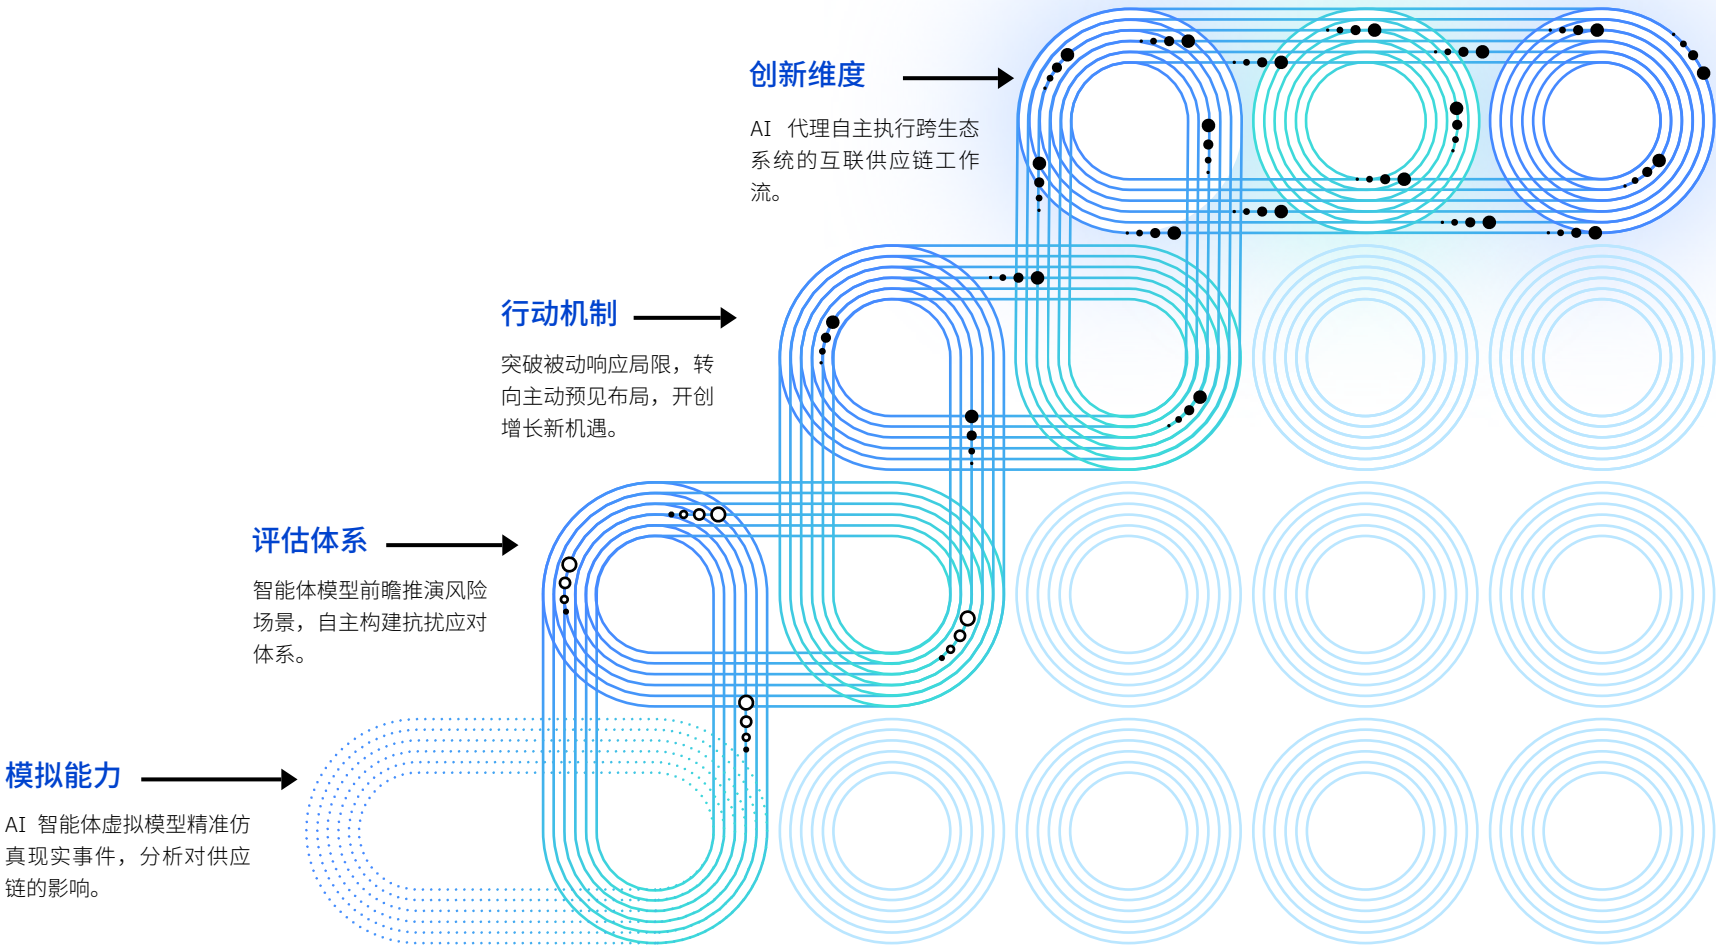 创新维度
AI 代理自主执行跨生态
系统的互联供应链工作
流。
行动机制
突破被动响应局限，转
向主动预见布局，开创
增长新机遇。
评估体系
智能体模型前瞻推演风险
场景，自主构建抗扰应对
体系。
模拟能力
AI 智能体虚拟模型精准仿
真现实事件，分析对供应
链的影响。